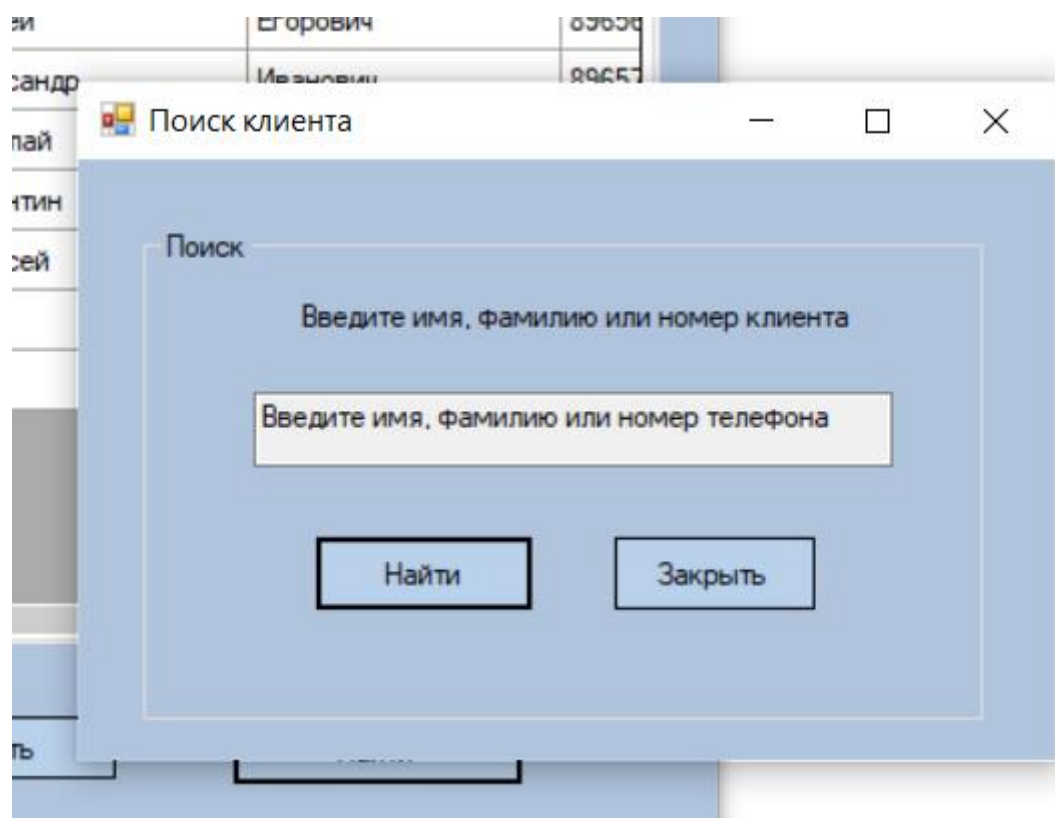 Егорович
Иванович
Поиск клиента
Поиск
Введите имя, фамилию или номер клиента
Введите имя, фамилию или номер телефона
Найти
Закрыть